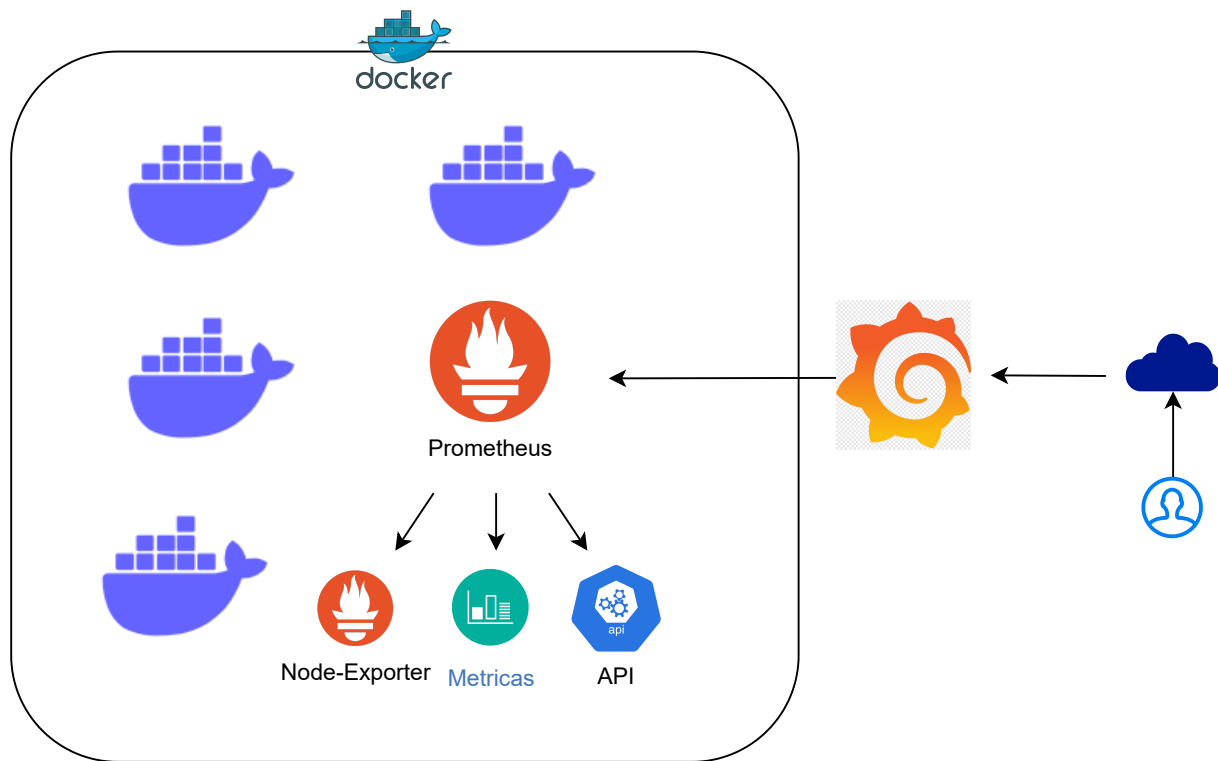 docker
Prometheus
Node-Exporter
Metricas
api
API